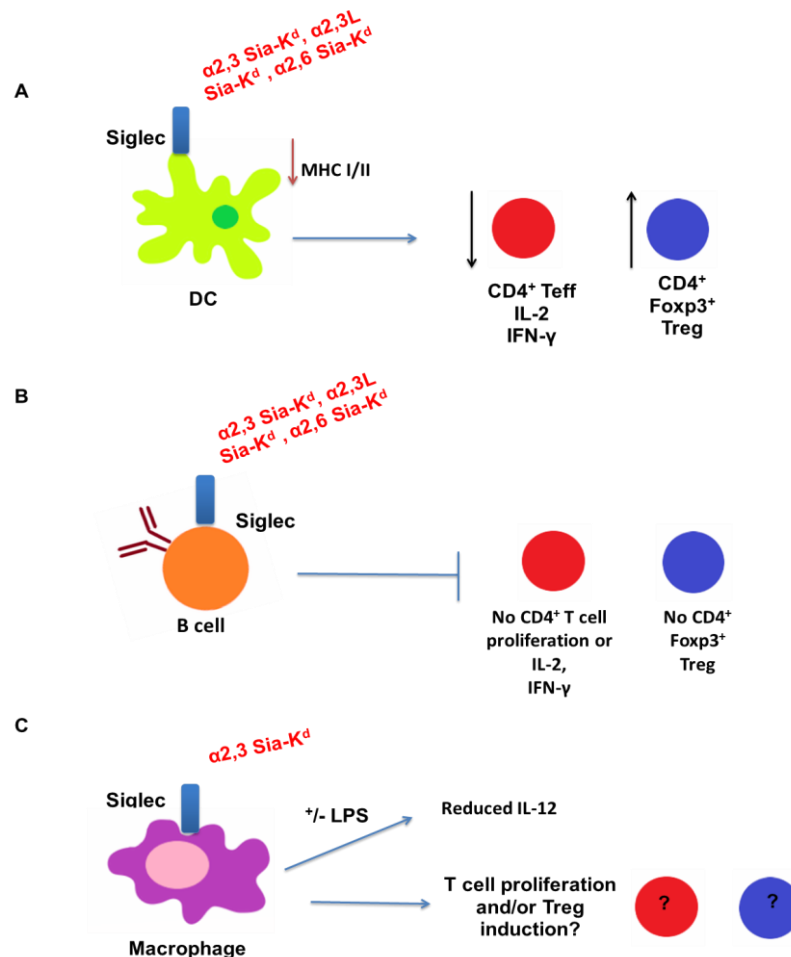 α2,3 Sia-Kᵈ, α2,3L
Sia-Kᵈ , α2,6 Sia-Kᵈ
A
Siglec
MHC I/II
DC
CD4⁺ Teff
IL-2
IFN-γ
CD4⁺
Foxp3⁺
Treg
B
α2,3 Sia-Kᵈ, α2,3L
Sia-Kᵈ , α2,6 Sia-Kᵈ
Siglec
B cell
No CD4⁺ T cell
proliferation or
IL-2,
IFN-γ
No CD4⁺
Foxp3⁺
Treg
C
α2,3 Sia-Kᵈ
Siglec
⁺/- LPS
Reduced IL-12
T cell proliferation
and/or Treg
induction?
?
?
Macrophage